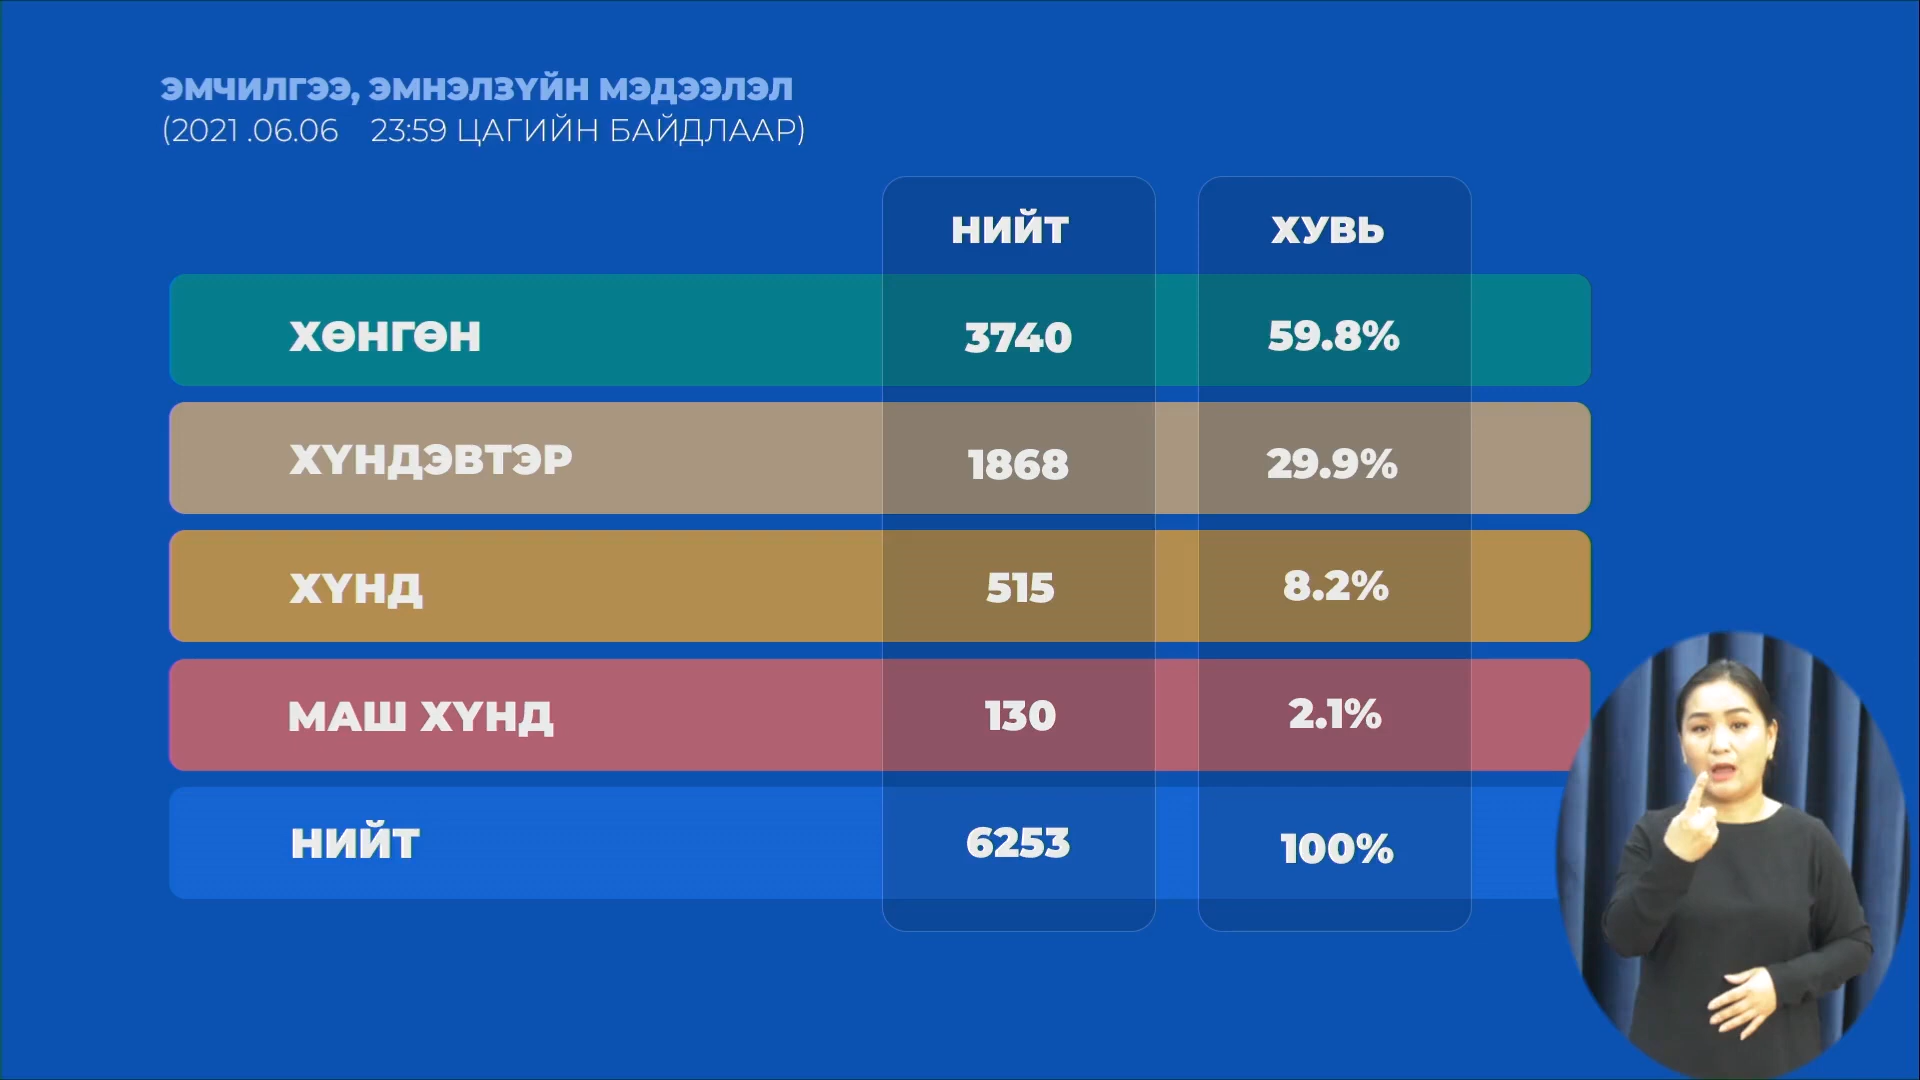 ЭМЧИЛГЭЭ, ЭМНЭЛЗҮЙН МЭДЭЭЛЭЛ
(2021 .06.06 23:59 ЦАГИЙН БАЙДЛААР)
НИЙТ ХУВЬ
ХӨНГӨН 3740 59.8%
ХҮНДЭВТЭР 1868 29.9%
ХҮНД 515 8.2%
МАШ ХҮНД 130 2.1%
НИЙТ 6253 100%